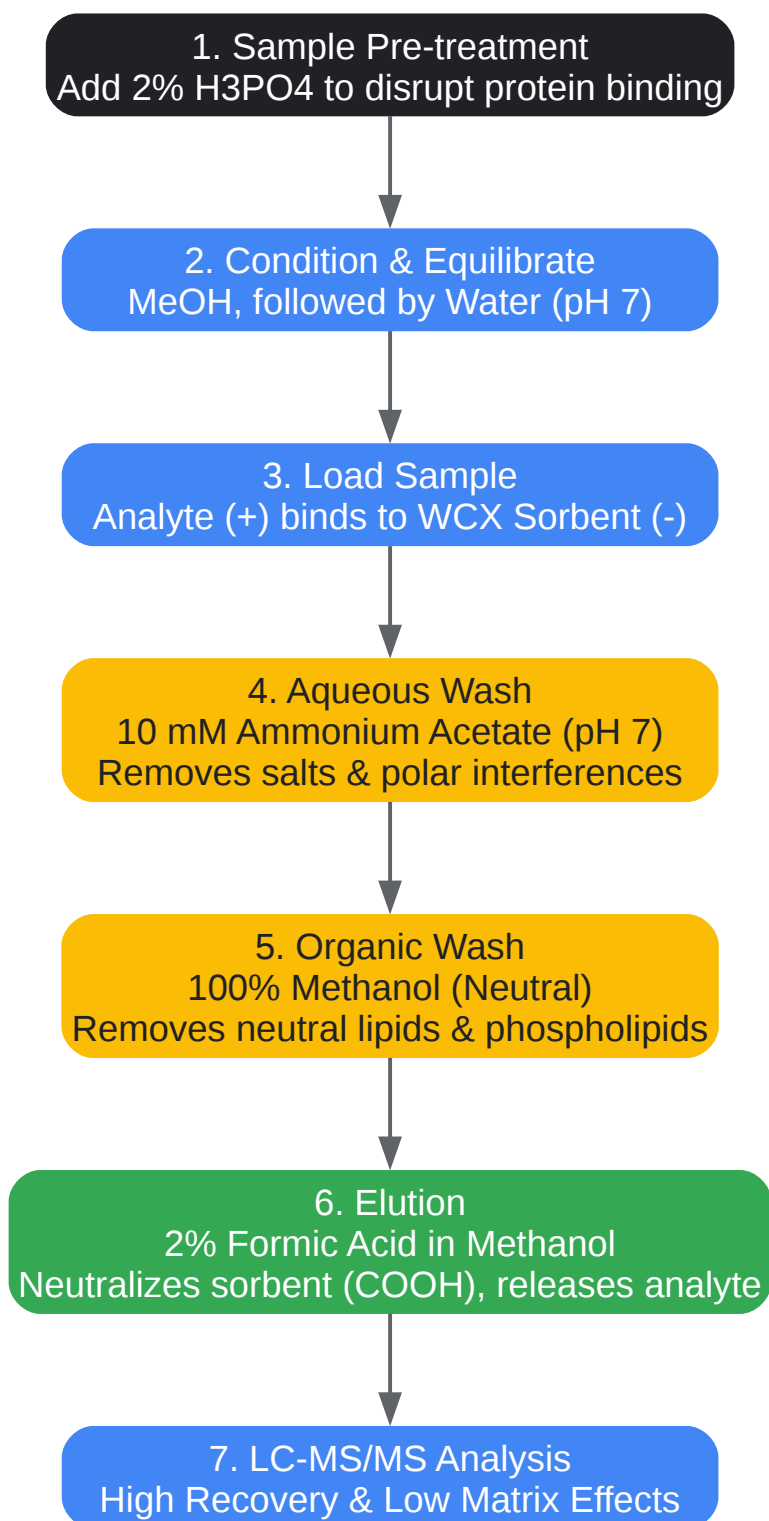 1. Sample Pre-treatment
Add 2% H3PO4 to disrupt protein binding
2. Condition & Equilibrate
MeOH, followed by Water (pH 7)
3. Load Sample
Analyte (+) binds to WCX Sorbent (-)
4. Aqueous Wash
10 mM Ammonium Acetate (pH 7)
Removes salts & polar interferences
5. Organic Wash
100% Methanol (Neutral)
Removes neutral lipids & phospholipids
6. Elution
2% Formic Acid in Methanol
Neutralizes sorbent (COOH), releases analyte
7. LC-MS/MS Analysis
High Recovery & Low Matrix Effects